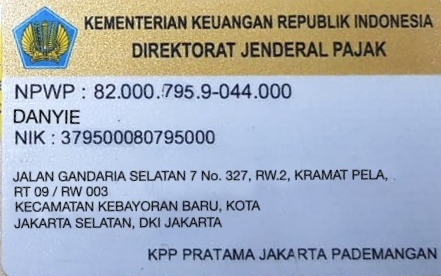 KEMENTERIAN KEUANGAN REPUBLIK INDONESIA
DIREKTORAT JENDERAL PAJAK
NPWP : 82.000.795.9-044.000
DANYIE
NIK : 379500080795000
JALAN GANDARIA SELATAN 7 No. 327, RW.2, KRAMAT PELA,
RT 09 / RW 003
KECAMATAN KEBAYORAN BARU, KOTA
JAKARTA SELATAN, DKI JAKARTA
KPP PRATAMA JAKARTA PADEMANGAN